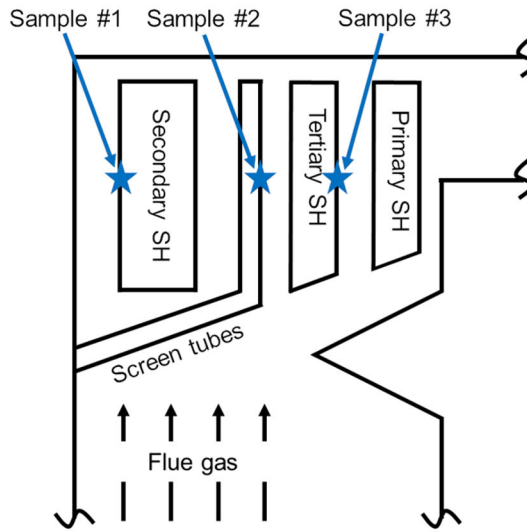 Sample #1
Sample #2
Sample #3
Secondary SH
Tertiary SH
Primary SH
Screen tubes
Flue gas